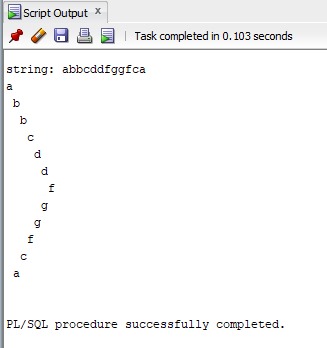 Script Output x
Task completed in 0.103 seconds
string: abbcddfggfca
a
b
b
c
d
d
f
g
g
f
c
a
PL/SQL procedure successfully completed.